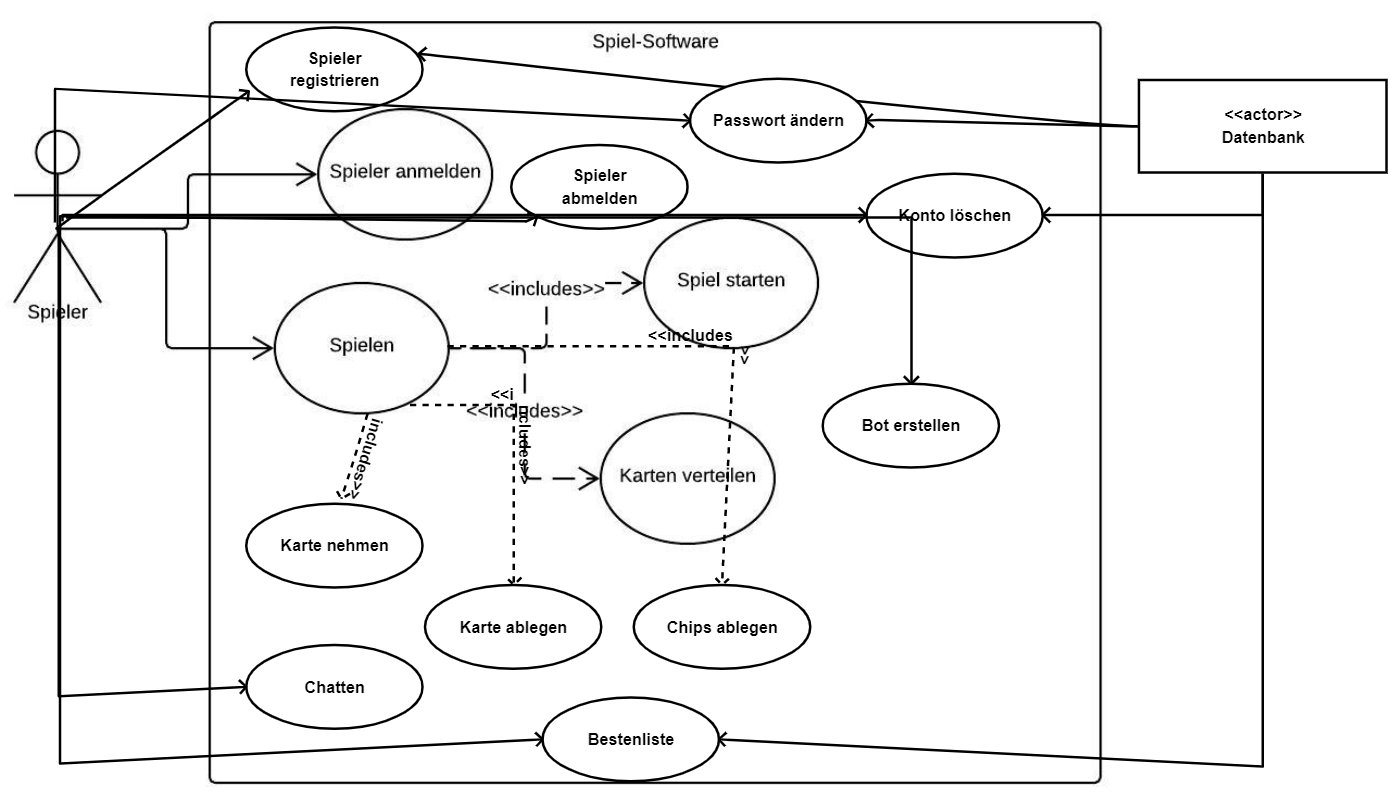 Spiel-Software
Spieler
registrieren
Passwort ändern
<<actor>>
Datenbank
Spieler anmelden
Spieler
abmelden
Konto löschen
Spieler
<<includes>>
Spiel starten
<<includes
>>
Spielen
<<i
ncludes>>
<<includes>>
includes>>
Bot erstellen
Karten verteilen
Karte nehmen
Karte ablegen
Chips ablegen
Chatten
Bestenliste